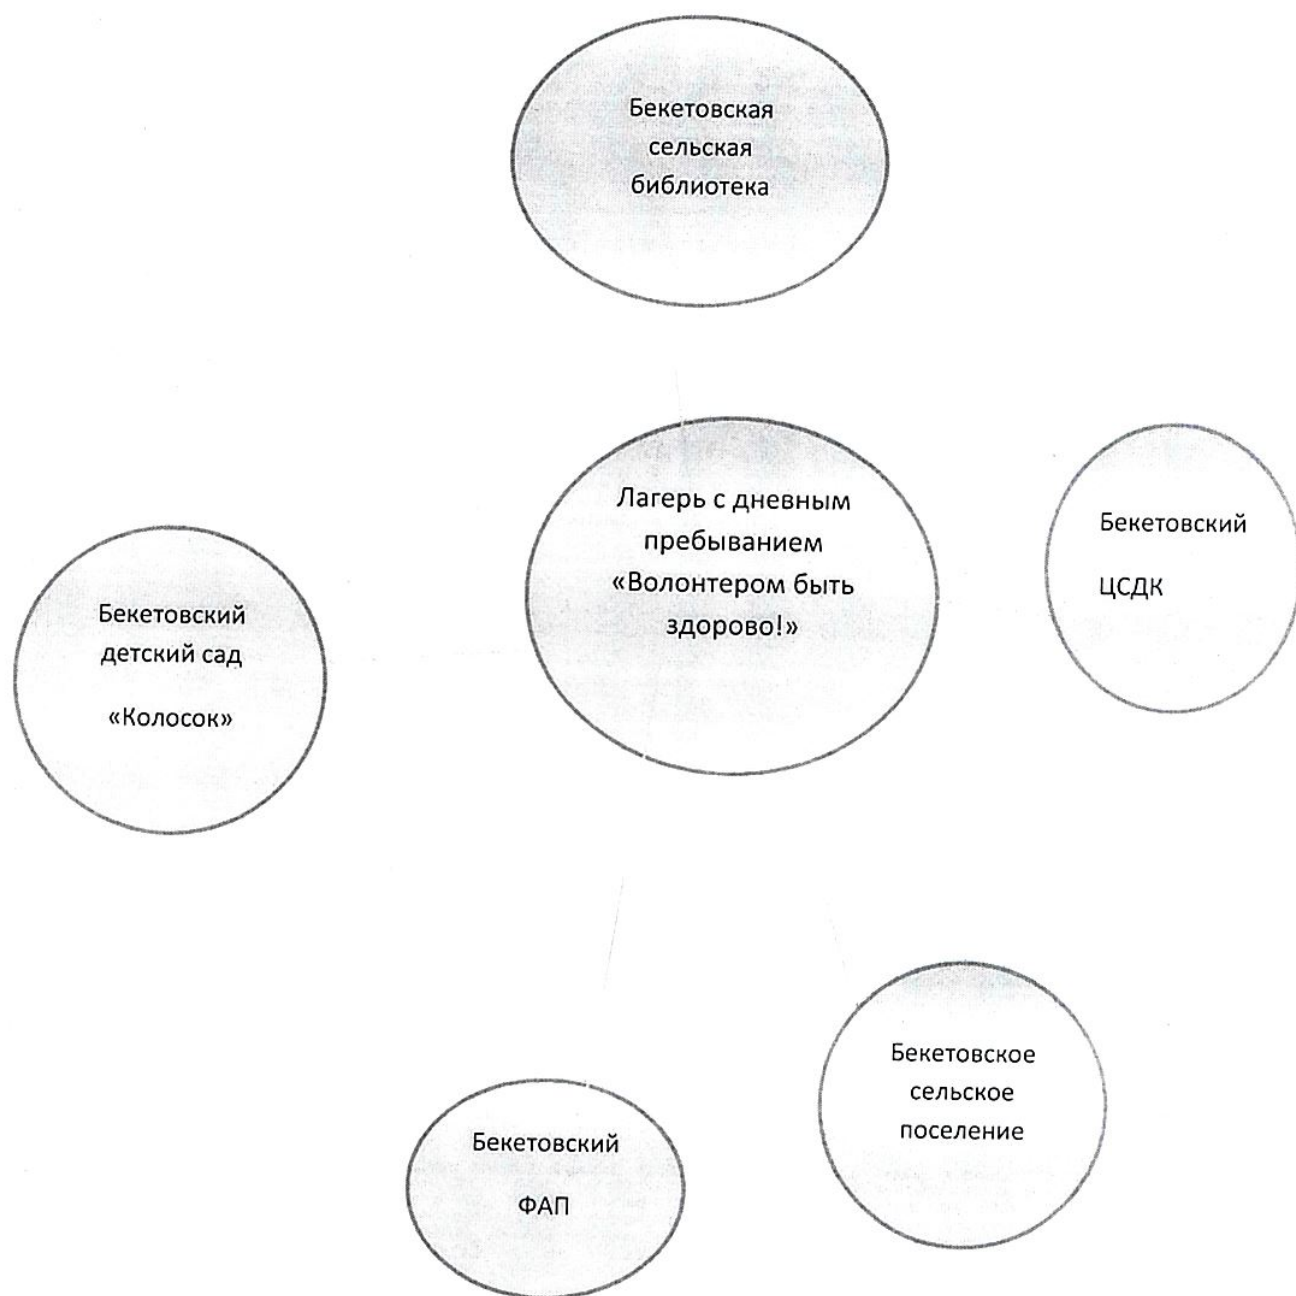 Бекетовская
сельская
библиотека
Лагерь с дневным
пребыванием
«Волонтером быть
здорово!»
Бекетовский
ЦСДК
Бекетовский
детский сад
«Колосок»
Бекетовское
сельское
поселение
Бекетовский
ФАП